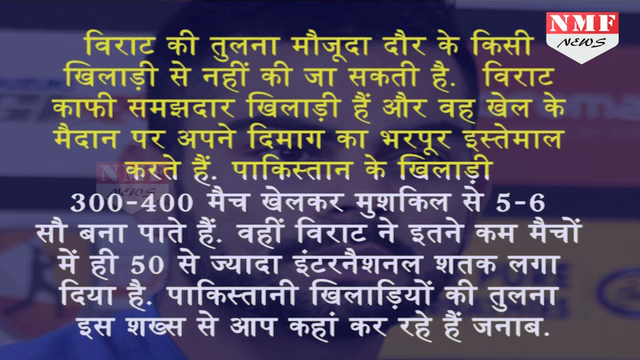 NMF
NEWS
विराट की तुलना मौजूदा दौर के किसी
खिलाड़ी से नहीं की जा सकती है. विराट
काफी समझदार खिलाड़ी हैं और वह खेल के
मैदान पर अपने दिमाग का भरपूर इस्तेमाल
करते हैं. पाकिस्तान के खिलाड़ी
300-400 मैच खेलकर मुशकिल से 5-6
सौ बना पाते हैं. वहीं विराट ने इतने कम मैचों
में ही 50 से ज्यादा इंटरनैशनल शतक लगा
दिया है. पाकिस्तानी खिलाड़ियों की तुलना
इस शख्स से आप कहां कर रहे हैं जनाब.